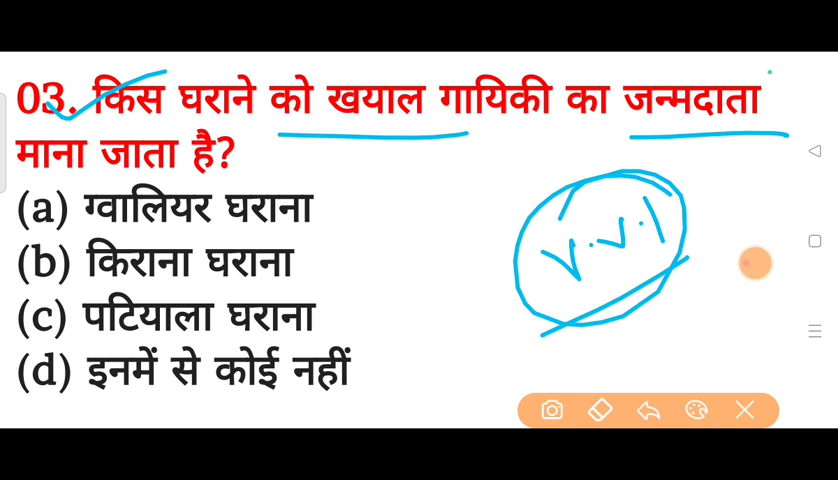 03. किस घराने को खयाल गायिकी का जन्मदाता
माना जाता है?
(a) ग्वालियर घराना
(b) किराना घराना
(c) पटियाला घराना
(d) इनमें से कोई नहीं
V.V.I